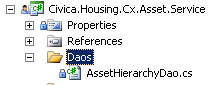 Civica.Housing.Cx.Asset.Service
Properties
References
Daos
AssetHierarchyDao.cs